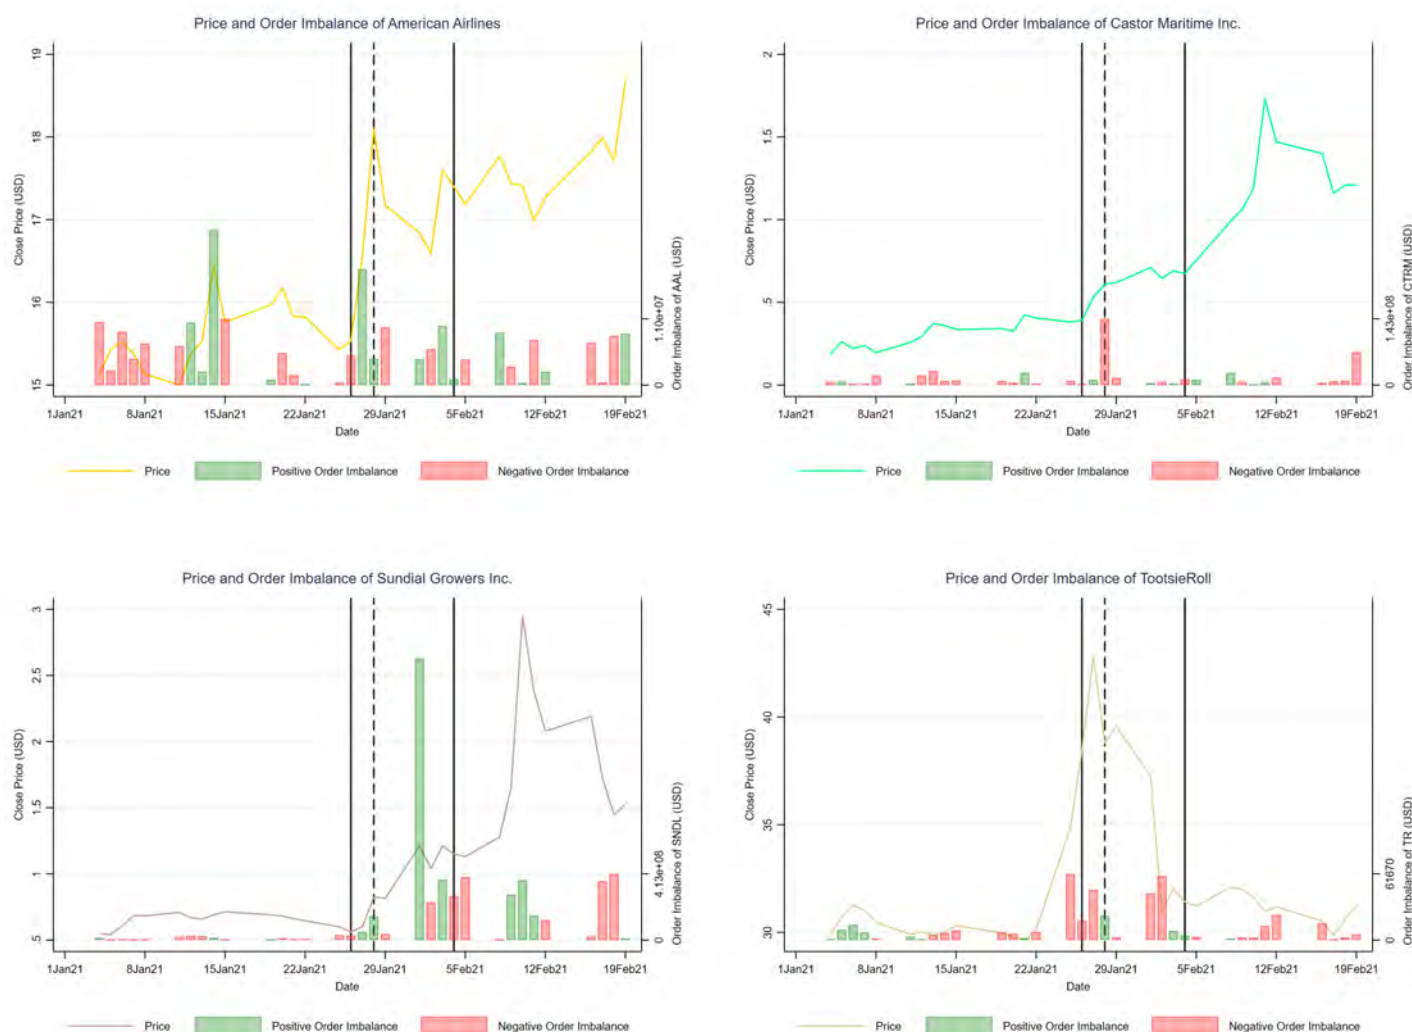 Price and Order Imbalance of American Airlines
19
18
17
16
15
Close Price (USD)
1.10e+07
0
Order Imbalance of AAL (USD)
1Jan21 8Jan21 15Jan21 22Jan21 29Jan21 5Feb21 12Feb21 19Feb21
Date
Price Positive Order Imbalance Negative Order Imbalance
Price and Order Imbalance of Castor Maritime Inc.
2
1.5
1
.5
0
Close Price (USD)
1.43e+08
0
Order Imbalance of CTRM (USD)
1Jan21 8Jan21 15Jan21 22Jan21 29Jan21 5Feb21 12Feb21 19Feb21
Date
Price Positive Order Imbalance Negative Order Imbalance
Price and Order Imbalance of Sundial Growers Inc.
3
2.5
2
1.5
1
.5
Close Price (USD)
4.13e+08
0
Order Imbalance of SNDL (USD)
1Jan21 8Jan21 15Jan21 22Jan21 29Jan21 5Feb21 12Feb21 19Feb21
Date
Price Positive Order Imbalance Negative Order Imbalance
Price and Order Imbalance of TootsieRoll
45
40
35
30
Close Price (USD)
61670
0
Order Imbalance of TR (USD)
1Jan21 8Jan21 15Jan21 22Jan21 29Jan21 5Feb21 12Feb21 19Feb21
Date
Price Positive Order Imbalance Negative Order Imbalance